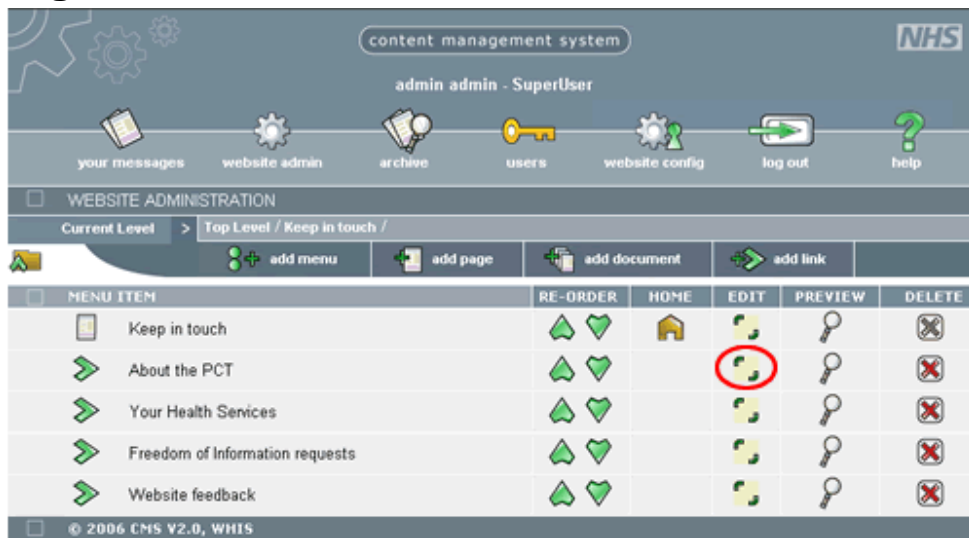 content management system
NHS
admin admin - SuperUser
your messages website admin archive users website config log out help
WEBSITE ADMINISTRATION
Current Level > Top Level / Keep in touch /
add menu add page add document add link
MENU ITEM RE-ORDER HOME EDIT PREVIEW DELETE
Keep in touch
About the PCT
Your Health Services
Freedom of Information requests
Website feedback
© 2006 CMS V2.0, WHIS